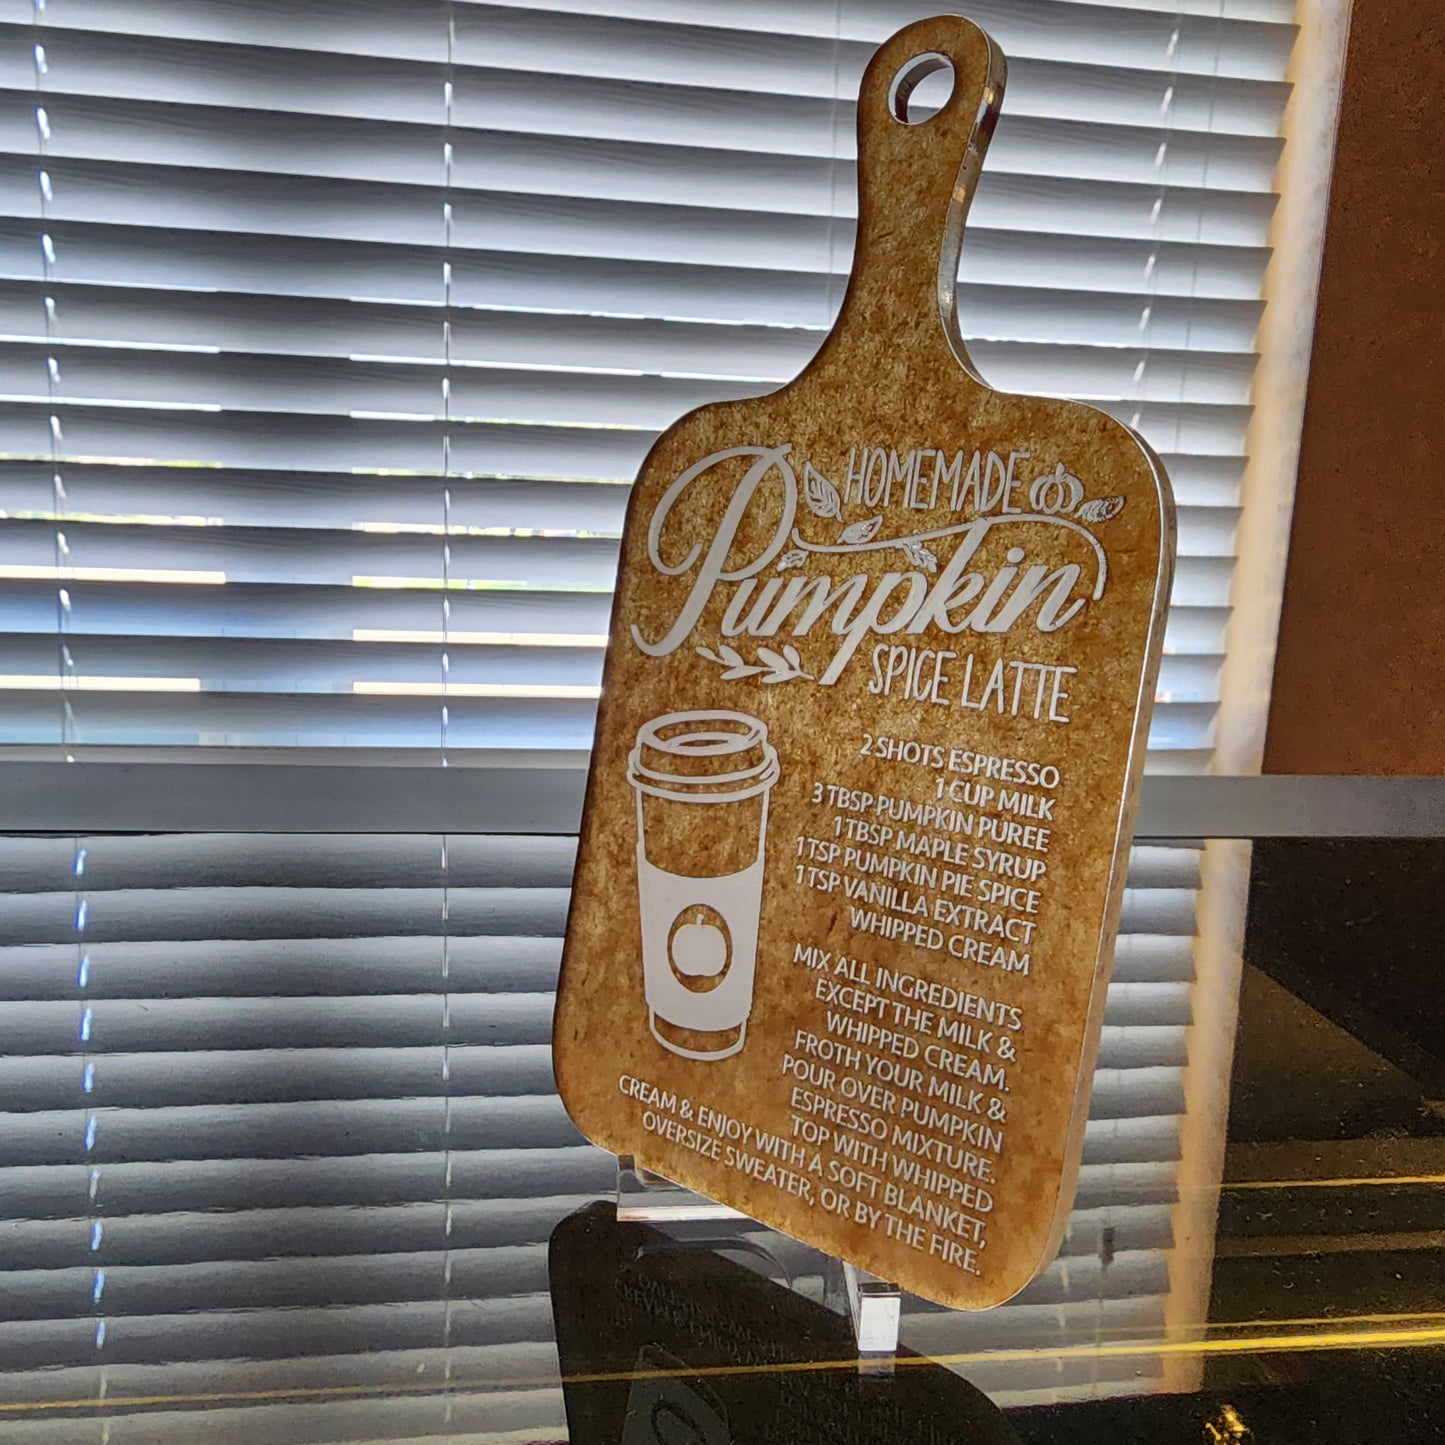 HOMEMADE
Pumpkin
SPICE LATTE
2 SHOTS ESPRESSO
1 CUP MILK
3 TBSP PUMPKIN PUREE
1 TBSP MAPLE SYRUP
1 TSP PUMPKIN PIE SPICE
1 TSP VANILLA EXTRACT
WHIPPED CREAM
MIX ALL INGREDIENTS
EXCEPT THE MILK &
WHIPPED CREAM.
FROTH YOUR MILK &
POUR OVER PUMPKIN
ESPRESSO MIXTURE.
TOP WITH WHIPPED
CREAM & ENJOY WITH A SOFT BLANKET,
OVERSIZE SWEATER, OR BY THE FIRE.